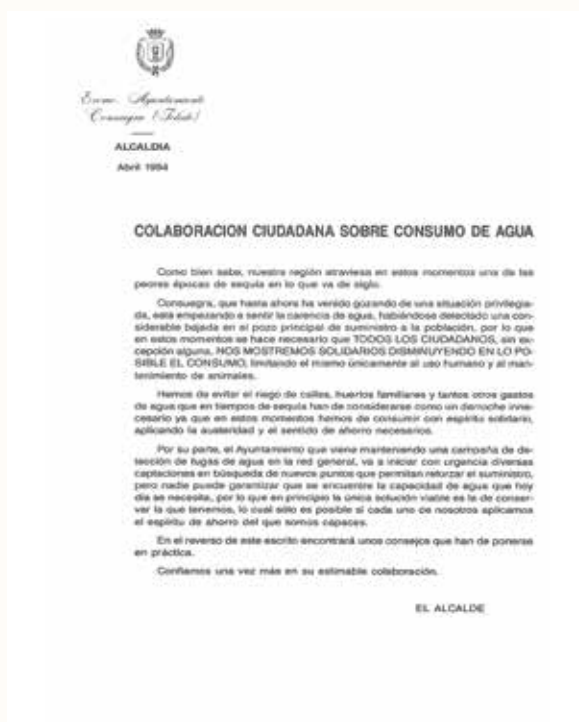 Excmo. Ayuntamiento
Consuegra (Toledo)
ALCALDIA
Abril 1994
COLABORACION CIUDADANA SOBRE CONSUMO DE AGUA
Como bien sabe, nuestra región atraviesa en estos momentos una de las
peores épocas de sequía en lo que va de siglo.
Consuegra, que hasta ahora ha venido gozando de una situación privilegia-
da, está empezando a sentir la carencia de agua, habiéndose detectado una con-
siderable bajada en el pozo principal de suministro a la población, por lo que
en estos momentos se hace necesario que TODOS LOS CIUDADANOS, sin ex-
cepción alguna, NOS MOSTREMOS SOLIDARIOS DISMINUYENDO EN LO PO-
SIBLE EL CONSUMO, limitando el mismo únicamente al uso humano y al man-
tenimiento de animales.
Hemos de evitar el riego de calles, huertos familiares y tantos otros gastos
de agua que en tiempos de sequía han de considerarse como un derroche inne-
cesario ya que en estos momentos hemos de consumir con espíritu solidario,
aplicando la austeridad y el sentido de ahorro necesarios.
Por su parte, el Ayuntamiento que viene manteniendo una campaña de de-
tección de fugas de agua en la red general, va a iniciar con urgencia diversas
captaciones en búsqueda de nuevos puntos que permitan reforzar el suministro,
pero nadie puede garantizar que se encuentre la capacidad de agua que hoy
día se necesita, por lo que en principio la única solución viable es la de conser-
var la que tenemos, lo cual sólo es posible si cada uno de nosotros aplicamos
el espíritu de ahorro del que somos capaces.
En el reverso de este escrito encontrará unos consejos que han de ponerse
en práctica.
Confiamos una vez más en su estimable colaboración.
EL ALCALDE